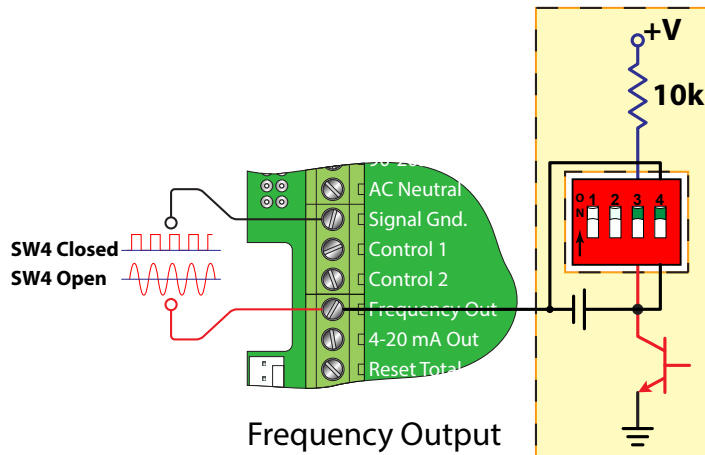 +V
10k
AC Neutral
Signal Gnd.
Control 1
Control 2
Frequency Out
4-20 mA Out
Reset Total
SW4 Closed
SW4 Open
O
N
1 2 3 4
Frequency Output